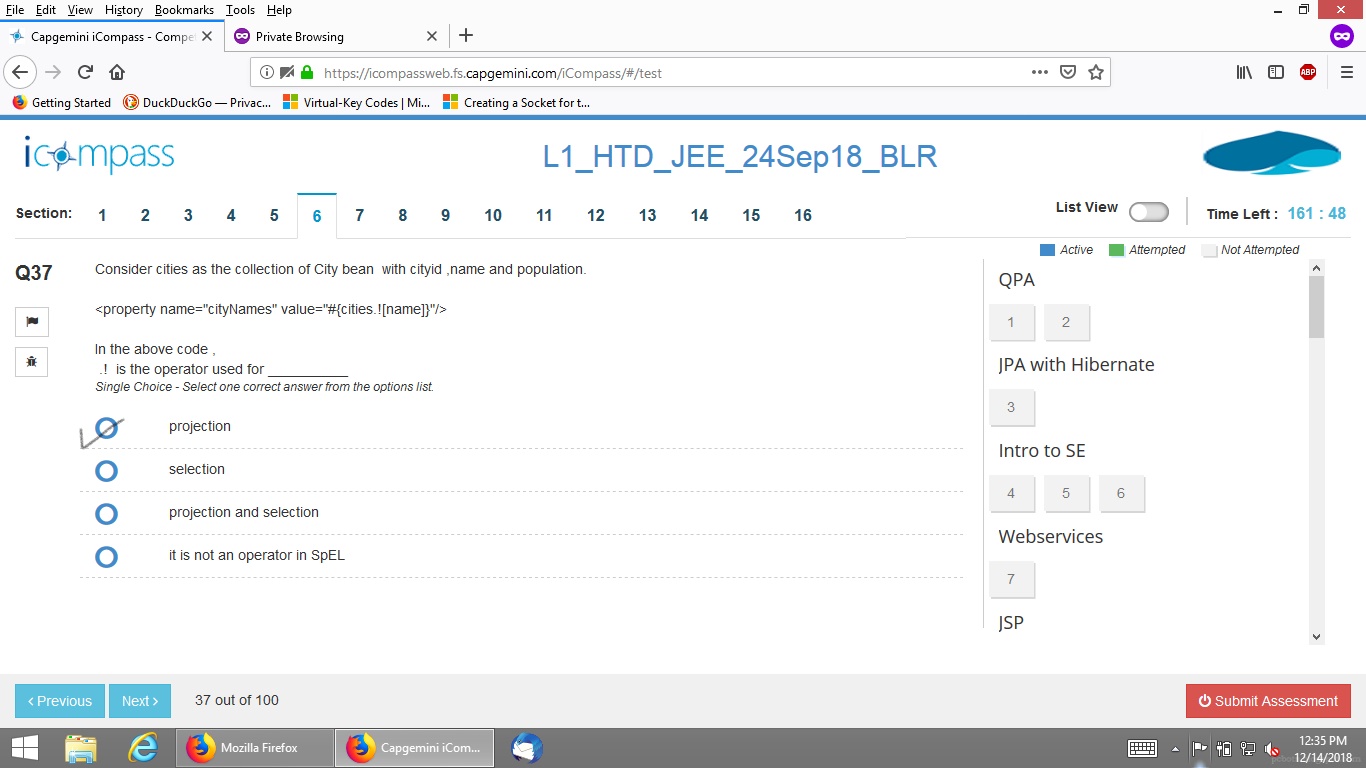 File Edit View History Bookmarks Tools Help
Capgemini iCompass - Compe
Private Browsing
https://icompassweb.fs.capgemini.com/iCompass/#/test
ABP
Getting Started
DuckDuckGo — Privac...
Virtual-Key Codes | Mi...
Creating a Socket for t...
icompass
L1_HTD_JEE_24Sep18_BLR
Section: 1 2 3 4 5 6 7 8 9 10 11 12 13 14 15 16
List View
Time Left : 161 : 48
Active Attempted Not Attempted
Q37
Consider cities as the collection of City bean with cityid ,name and population.
<property name="cityNames" value="#{cities.![name]}"/>
In the above code ,
.! is the operator used for __________
Single Choice - Select one correct answer from the options list.
projection
selection
projection and selection
it is not an operator in SpEL
QPA
1 2
JPA with Hibernate
3
Intro to SE
4 5 6
Webservices
7
JSP
Previous Next 37 out of 100
Submit Assessment
Mozilla Firefox
Capgemini iCom...
12:35 PM
12/14/2018